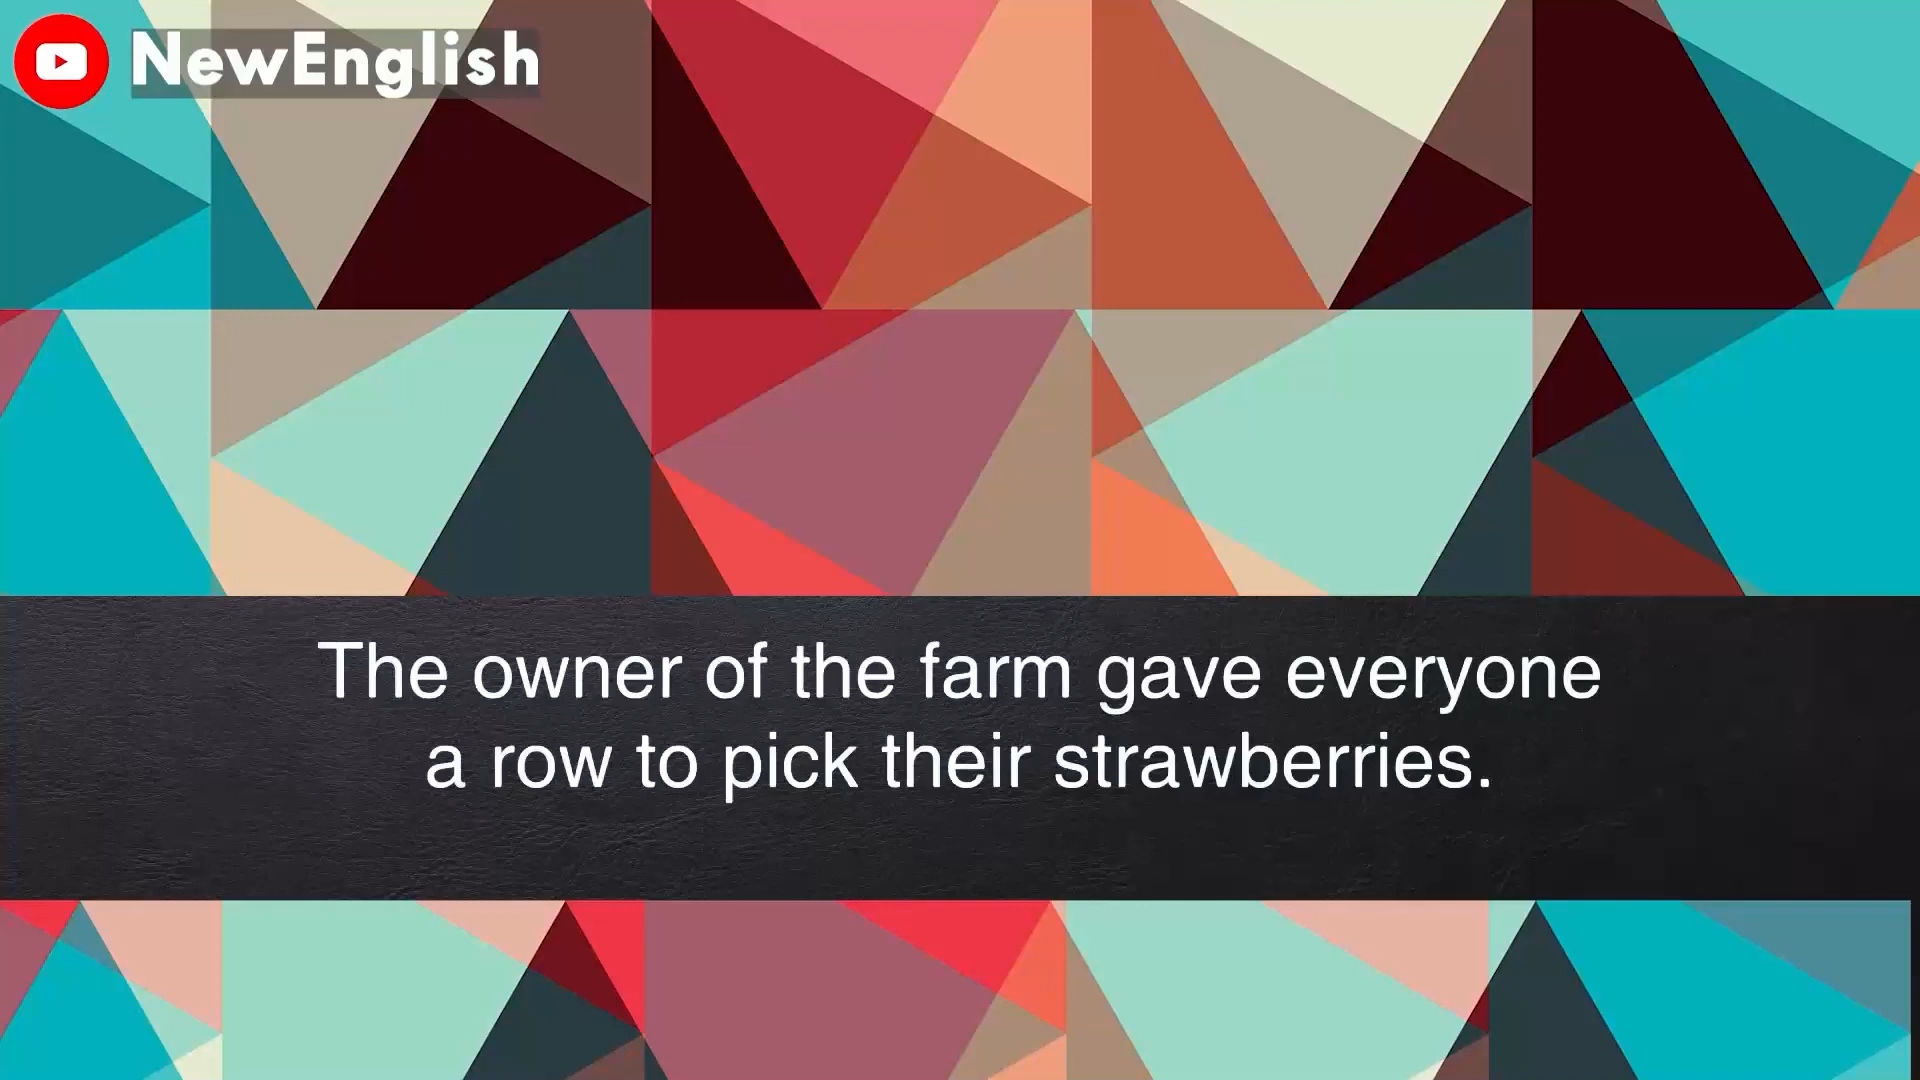 NewEnglish
The owner of the farm gave everyone
a row to pick their strawberries.